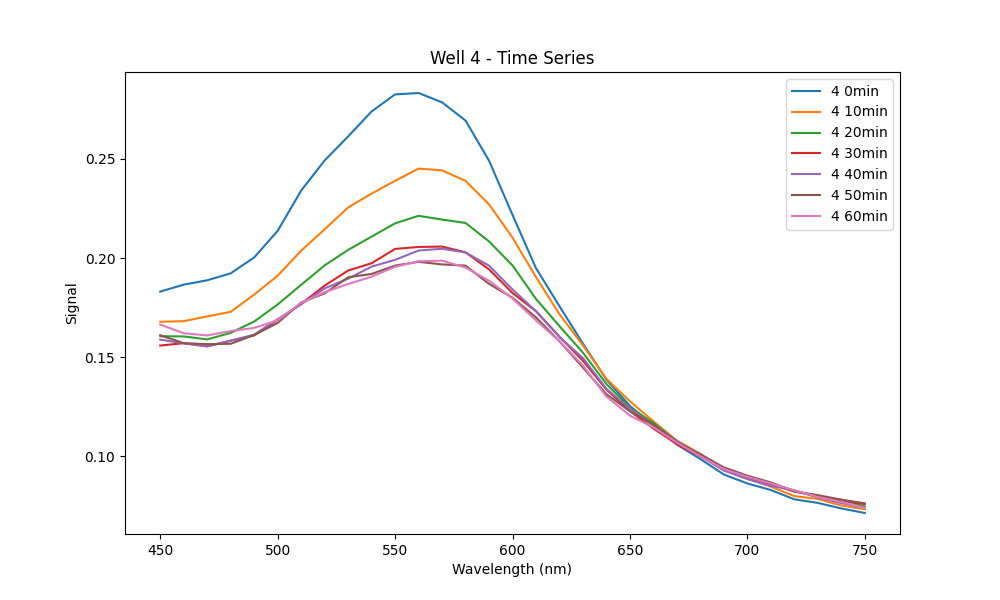 Well 4 - Time Series
Signal
0.25
0.20
0.15
0.10
4 0min
4 10min
4 20min
4 30min
4 40min
4 50min
4 60min
450 500 550 600 650 700 750
Wavelength (nm)